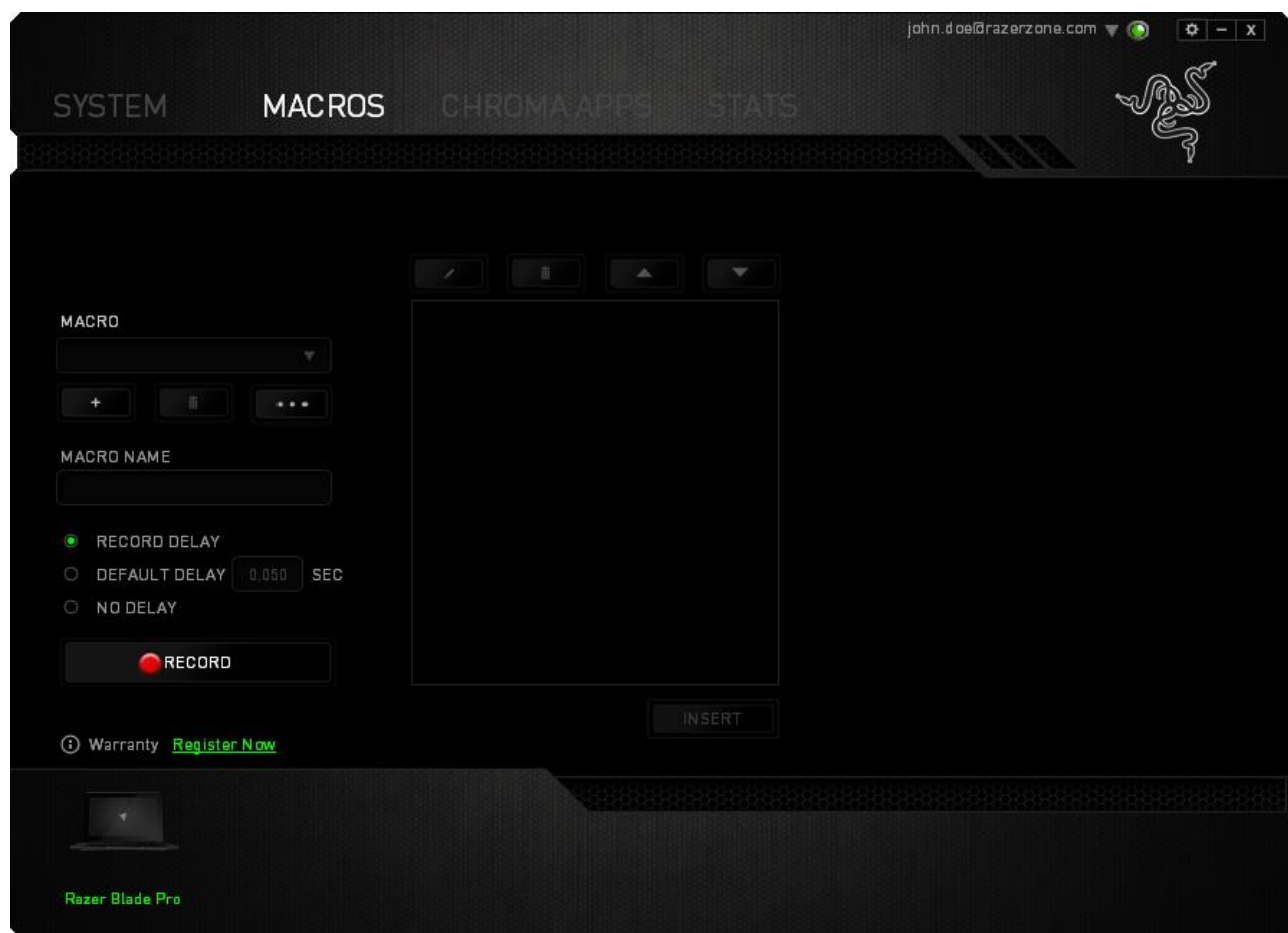 john.doe@razerzone.com
SYSTEM MACROS CHROMA APPS STATS
MACRO
MACRO NAME
RECORD DELAY
DEFAULT DELAY 0.050 SEC
NO DELAY
RECORD
INSERT
Warranty Register Now
Razer Blade Pro